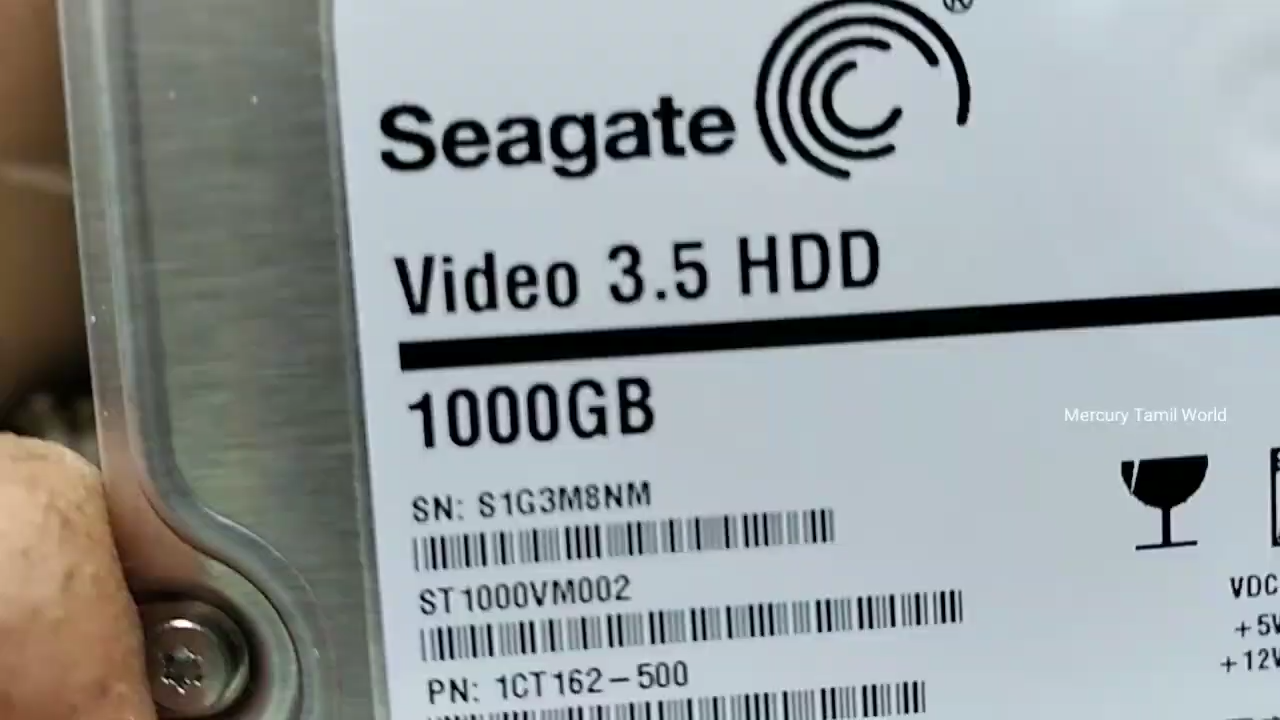 Seagate ®
Video 3.5 HDD
1000GB
Mercury Tamil World
SN: S1G3M8NM
ST1000VM002
VDC
+5V
PN: 1CT162-500
+12V